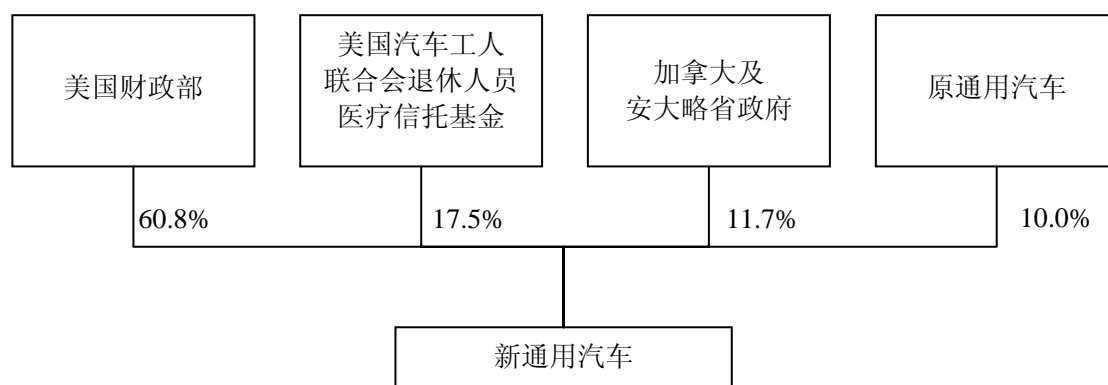 美国财政部
美国汽车工人
联合会退休人员
医疗信托基金
加拿大及
安大略省政府
原通用汽车
60.8%
17.5%
11.7%
10.0%
新通用汽车